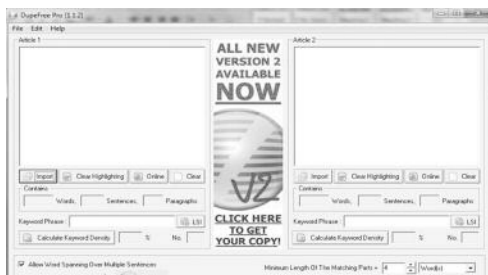 DupeFree Pro (1.1.2)
File Edit Help
Article 1
Import Clear Highlighting Online Clear
Contains
Words, Sentences, Paragraphs
Keyword Phrase: LSI
Calculate Keyword Density % No.
Allow Word Spanning Over Multiple Sentences
ALL NEW
VERSION 2
AVAILABLE
NOW
V2
CLICK HERE
TO GET
YOUR COPY!
Article 2
Import Clear Highlighting Online Clear
Contains
Words, Sentences, Paragraphs
Keyword Phrase: LSI
Calculate Keyword Density % No.
Minimum Length Of The Matching Parts = 4 Word(s)